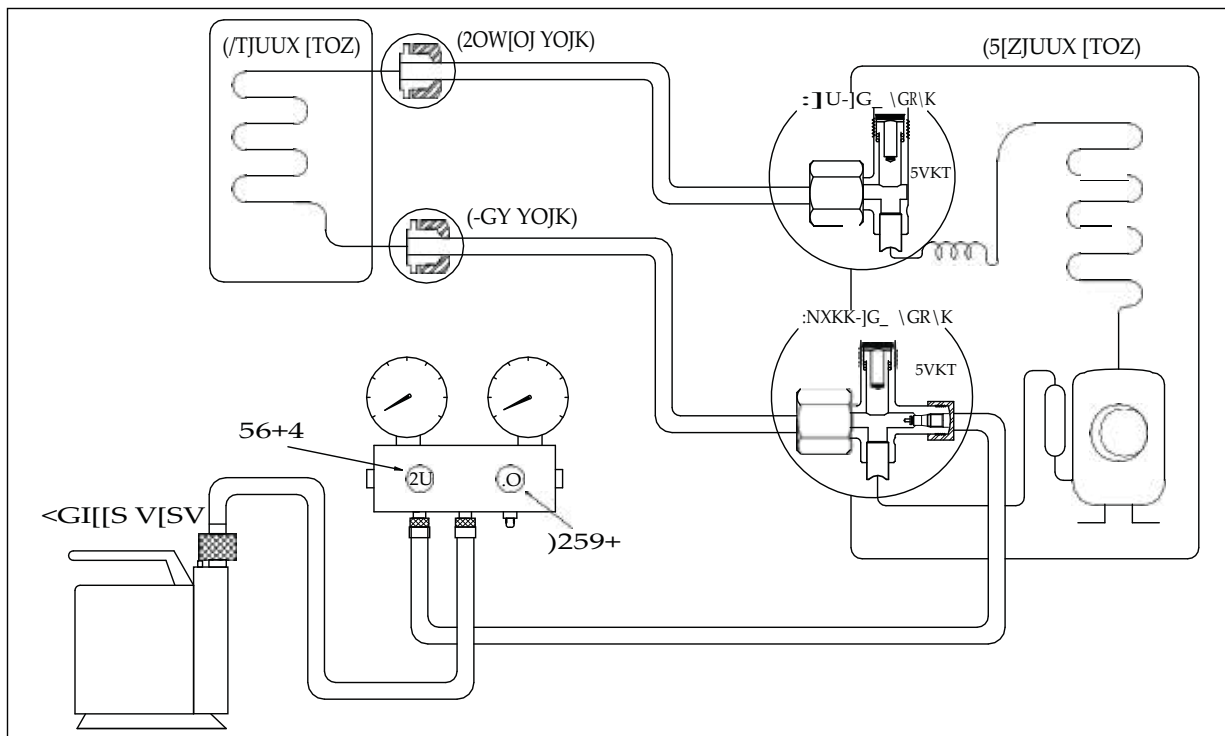 (/TJUUX [TOZ)
(2OW[OJ YOJK)
(5[ZJUUX [TOZ)
:]U-]G_ \GR\K
5VKT
(-GY YOJK)
:NXKK-]G_ \GR\K
5VKT
56+4
2U
.O
<GI[[S V[SV
)259+